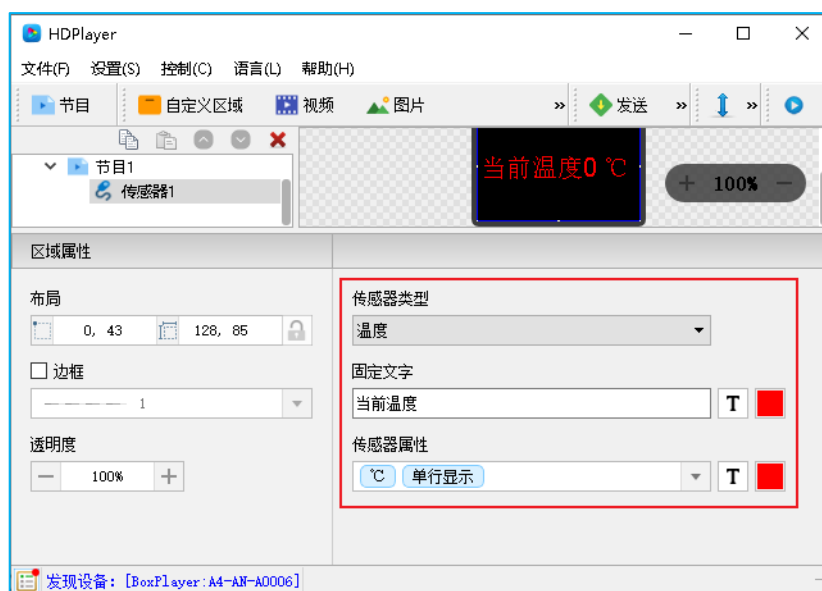 HDPlayer
文件(F) 设置(S) 控制(C) 语言(L) 帮助(H)
节目 自定义区域 视频 图片 » 发送 » »
节目1
传感器1
当前温度0 ℃
100%
区域属性
布局
0, 43 128, 85
边框
1
透明度
100%
传感器类型
温度
固定文字
当前温度 T
传感器属性
℃ 单行显示 T
发现设备: [BoxPlayer:A4-AN-A0006]